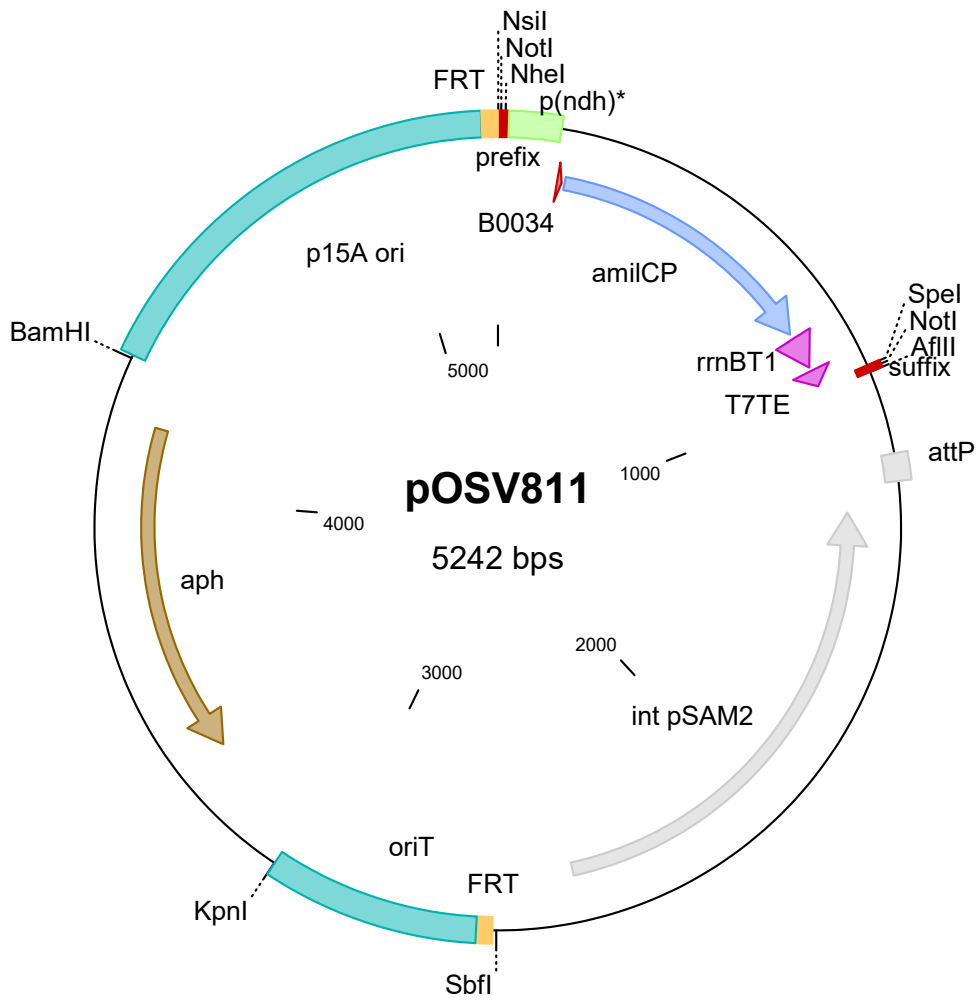 NsiI
NotI
NheI
FRT
p(ndh)*
prefix
B0034
p15A ori
amilCP
SpeI
NotI
AflII
suffix
BamHI
rrnBT1
T7TE
5000
attP
1000
pOSV811
4000
5242 bps
aph
2000
3000
int pSAM2
oriT
FRT
KpnI
SbfI